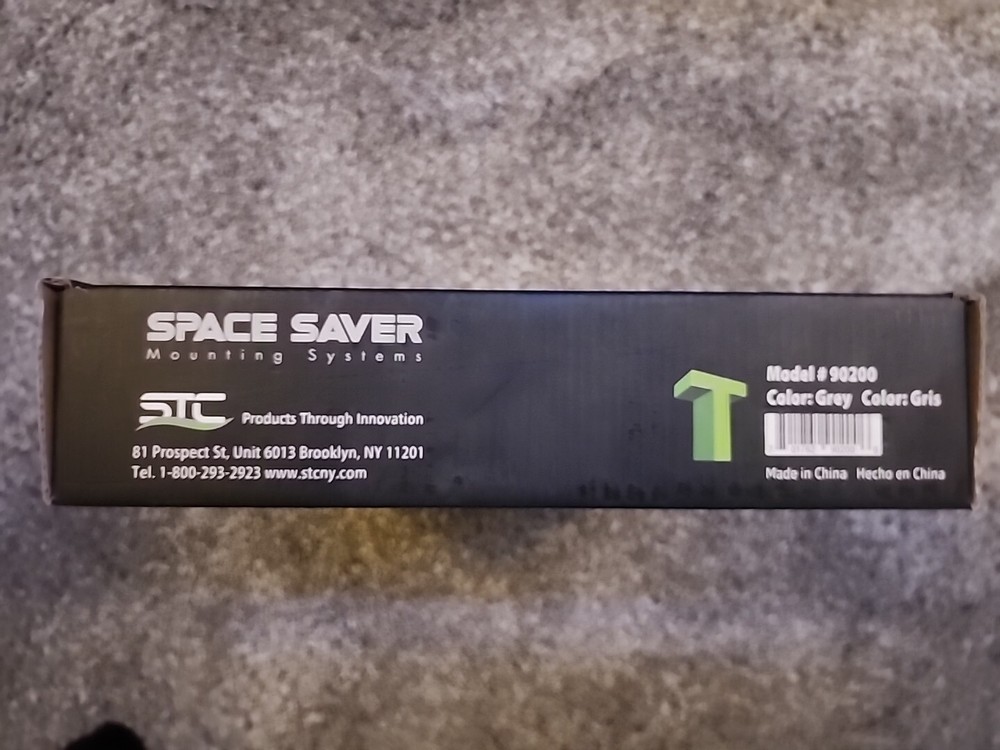 SPACE SAVER
Mounting Systems
STC Products Through Innovation
81 Prospect St, Unit 6013 Brooklyn, NY 11201
Tel. 1-800-293-2923 www.stcny.com
T
Model # 90200
Color: Grey Color: Gris
Made in China Hecho en China